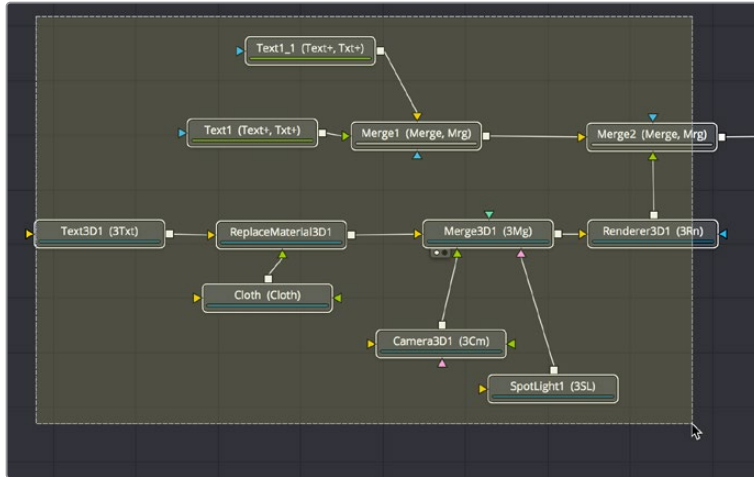 Text1_1 (Text+, Txt+)
Text1 (Text+, Txt+)
Merge1 (Merge, Mrg)
Merge2 (Merge, Mrg)
Text3D1 (3Txt)
ReplaceMaterial3D1
Merge3D1 (3Mg)
Renderer3D1 (3Rn)
Cloth (Cloth)
Camera3D1 (3Cm)
SpotLight1 (3SL)